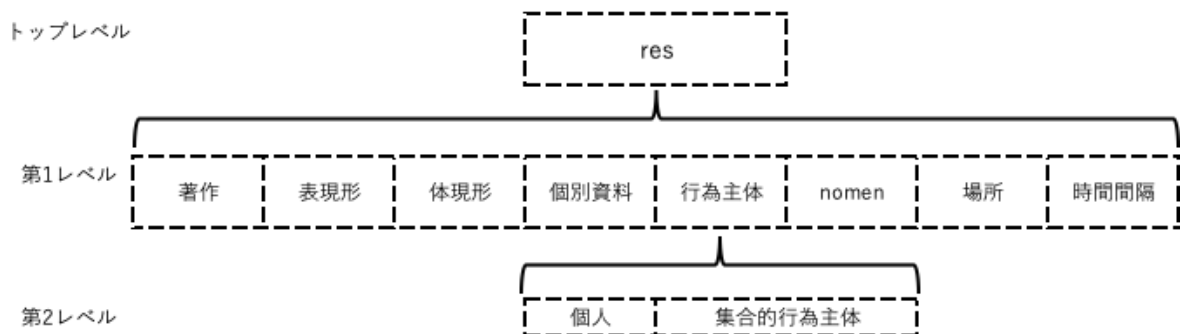 トップレベル
res
第1レベル
著作 表現形 体現形 個別資料 行為主体 nomen 場所 時間間隔
第2レベル
個人 集合的行為主体